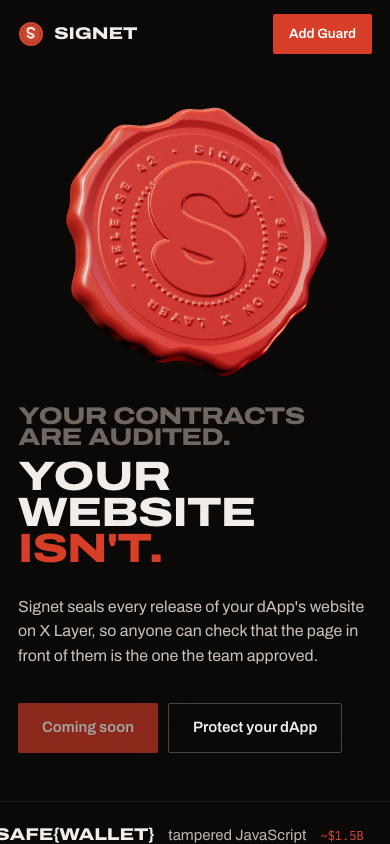 S SIGNET
Add Guard
RELEASE 42 · SIGNET · SEALED ON X LAYER ·
S
YOUR CONTRACTS
ARE AUDITED.
YOUR
WEBSITE
ISN'T.
Signet seals every release of your dApp's website
on X Layer, so anyone can check that the page in
front of them is the one the team approved.
Coming soon
Protect your dApp
SAFE{WALLET} tampered JavaScript ~$1.5B